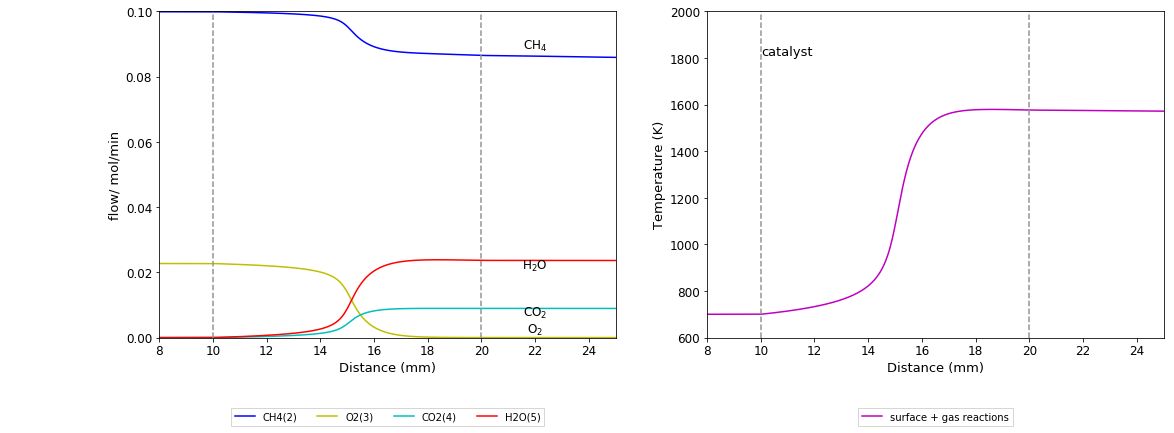 0.10
0.08
0.06
0.04
0.02
0.00
flow/ mol/min
CH₄
H₂O
CO₂
O₂
8 10 12 14 16 18 20 22 24
Distance (mm)
CH4(2) O2(3) CO2(4) H2O(5)
2000
1800
1600
1400
1200
1000
800
600
Temperature (K)
catalyst
8 10 12 14 16 18 20 22 24
Distance (mm)
surface + gas reactions